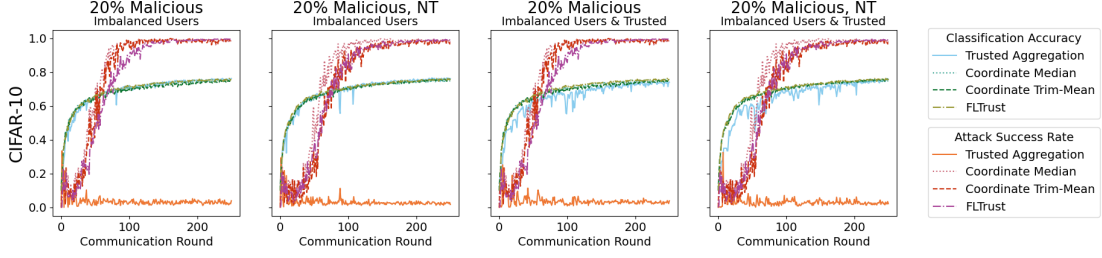 20% Malicious
Imbalanced Users
20% Malicious, NT
Imbalanced Users
20% Malicious
Imbalanced Users & Trusted
20% Malicious, NT
Imbalanced Users & Trusted
CIFAR-10
1.0
0.8
0.6
0.4
0.2
0.0
0 100 200
Communication Round
0 100 200
Communication Round
0 100 200
Communication Round
0 100 200
Communication Round
Classification Accuracy
Trusted Aggregation
Coordinate Median
Coordinate Trim-Mean
FLTrust
Attack Success Rate
Trusted Aggregation
Coordinate Median
Coordinate Trim-Mean
FLTrust